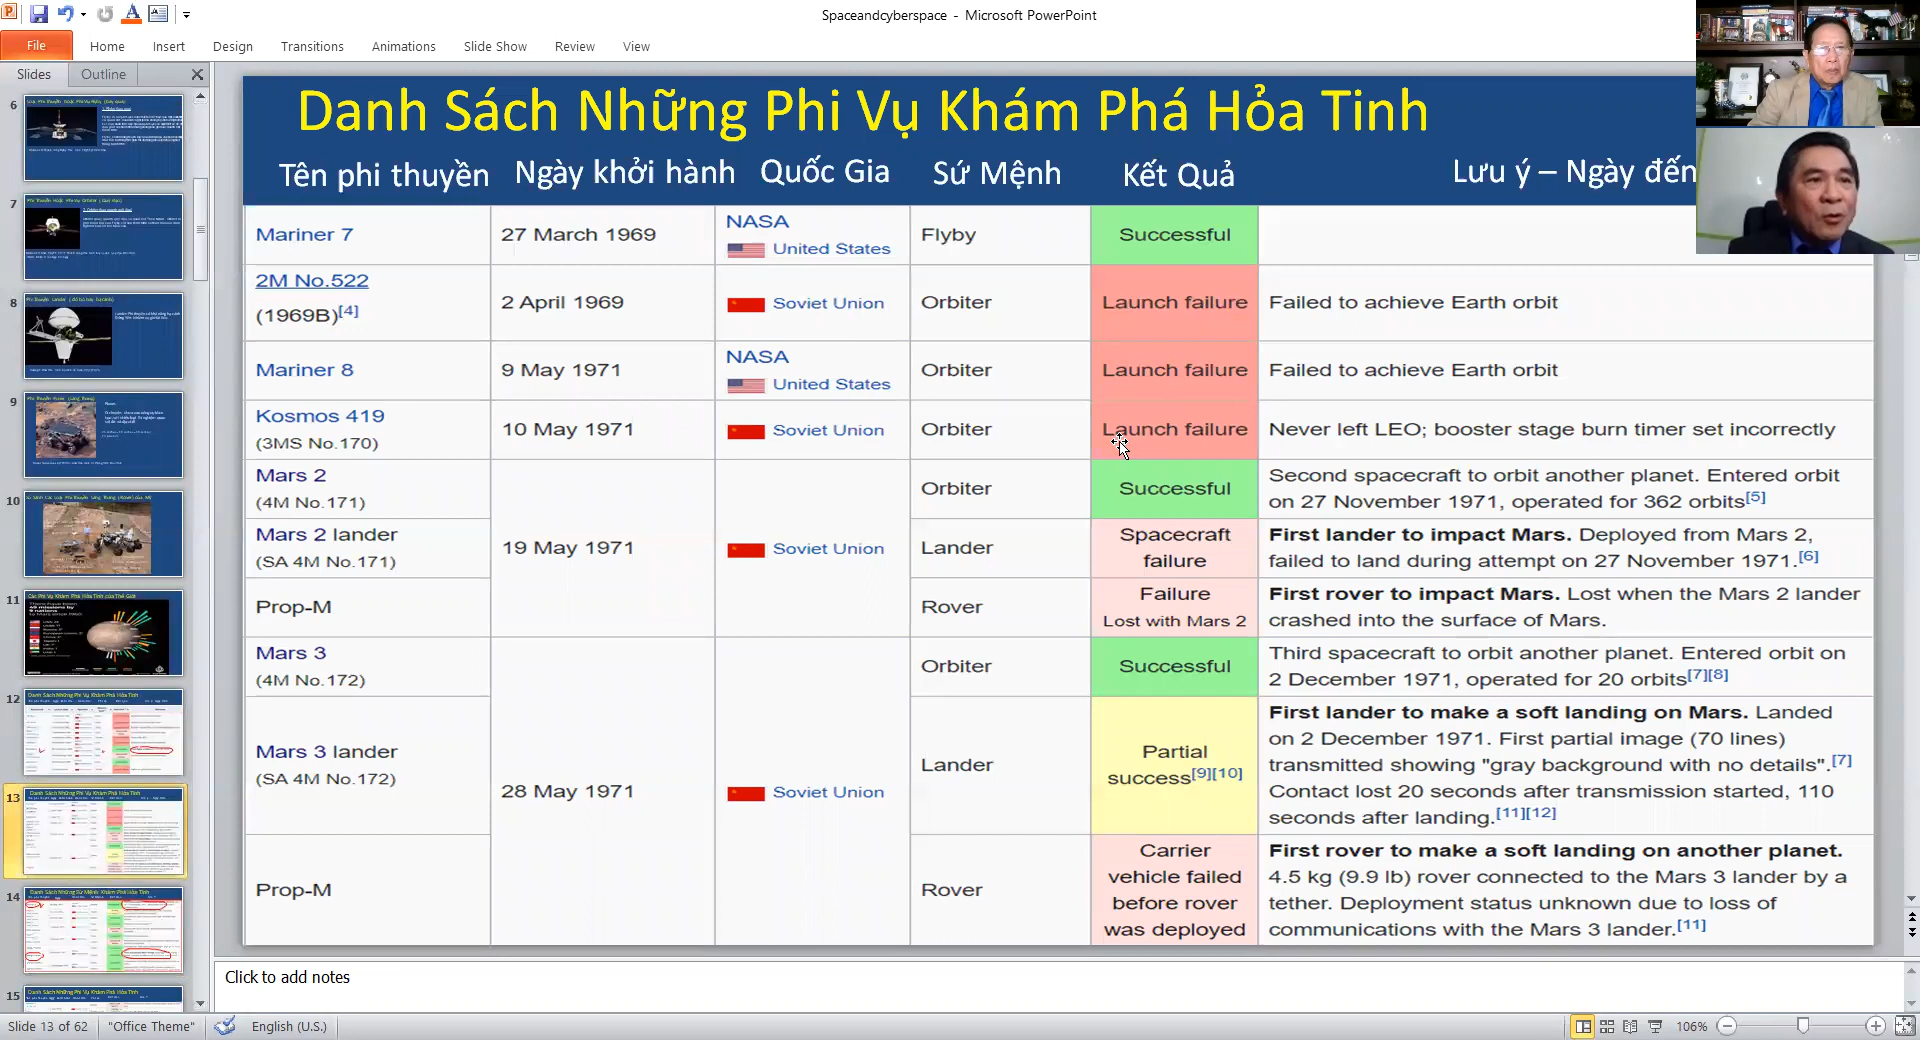 Spaceandcyberspace - Microsoft PowerPoint
File Home Insert Design Transitions Animations Slide Show Review View
Slides Outline
6
7
8
9
10
11
12
13
14
15
Danh Sách Những Phi Vụ Khám Phá Hỏa Tinh
Tên phi thuyền Ngày khởi hành Quốc Gia Sứ Mệnh Kết Quả Lưu ý – Ngày đến
Mariner 7
27 March 1969
NASA
United States
Flyby
Successful
2M No.522
(1969B)[4]
2 April 1969
Soviet Union
Orbiter
Launch failure
Failed to achieve Earth orbit
Mariner 8
9 May 1971
NASA
United States
Orbiter
Launch failure
Failed to achieve Earth orbit
Kosmos 419
(3MS No.170)
10 May 1971
Soviet Union
Orbiter
Launch failure
Never left LEO; booster stage burn timer set incorrectly
Mars 2
(4M No.171)
Orbiter
Successful
Second spacecraft to orbit another planet. Entered orbit
on 27 November 1971, operated for 362 orbits[5]
Mars 2 lander
(SA 4M No.171)
19 May 1971
Soviet Union
Lander
Spacecraft
failure
First lander to impact Mars. Deployed from Mars 2,
failed to land during attempt on 27 November 1971.[6]
Prop-M
Rover
Failure
Lost with Mars 2
First rover to impact Mars. Lost when the Mars 2 lander
crashed into the surface of Mars.
Mars 3
(4M No.172)
Orbiter
Successful
Third spacecraft to orbit another planet. Entered orbit on
2 December 1971, operated for 20 orbits[7][8]
Mars 3 lander
(SA 4M No.172)
28 May 1971
Soviet Union
Lander
Partial
success[9][10]
First lander to make a soft landing on Mars. Landed
on 2 December 1971. First partial image (70 lines)
transmitted showing "gray background with no details".[7]
Contact lost 20 seconds after transmission started, 110
seconds after landing.[11][12]
Prop-M
Rover
Carrier
vehicle failed
before rover
was deployed
First rover to make a soft landing on another planet.
4.5 kg (9.9 lb) rover connected to the Mars 3 lander by a
tether. Deployment status unknown due to loss of
communications with the Mars 3 lander.[11]
Click to add notes
Slide 13 of 62 "Office Theme" English (U.S.) 106%